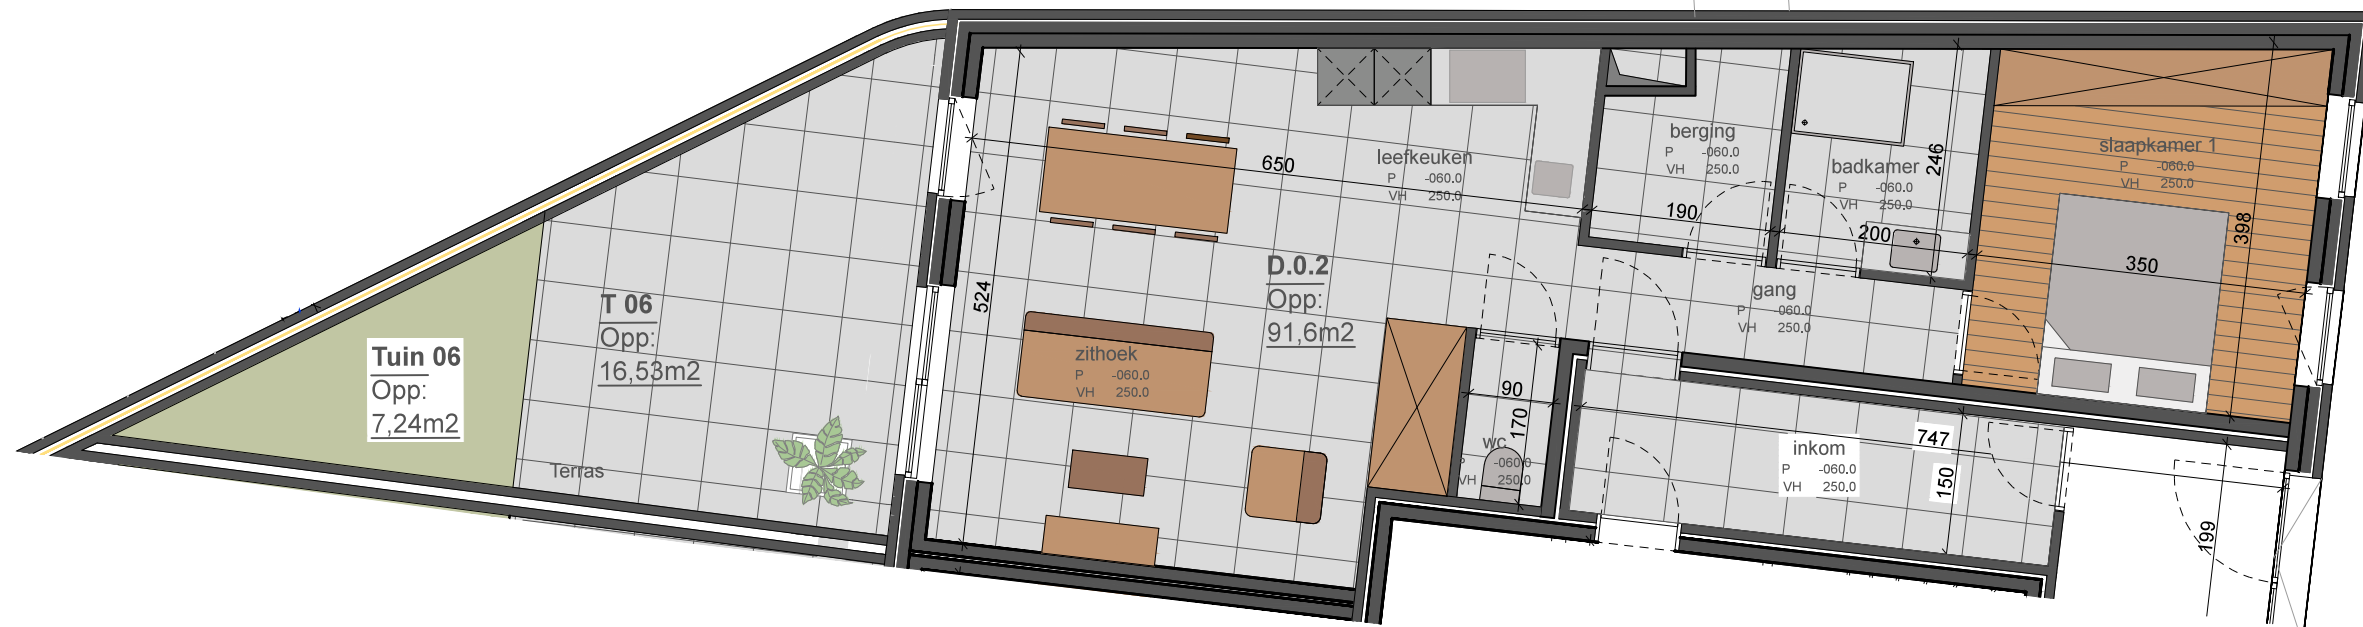 Tuin 06
Opp:
7,24m2
T 06
Opp:
16,53m2
Terras
524
650
leefkeuken
P -060.0
VH 250.0
D.0.2
Opp:
91,6m2
zithoek
P -060.0
VH 250.0
berging
P -060.0
VH 250.0
190
badkamer
P -060.0
VH 250.0
246
200
slaapkamer 1
P -060.0
VH 250.0
398
350
gang
P -060.0
VH 250.0
90
170
wc
P -060.0
VH 250.0
inkom
P -060.0
VH 250.0
747
150
199